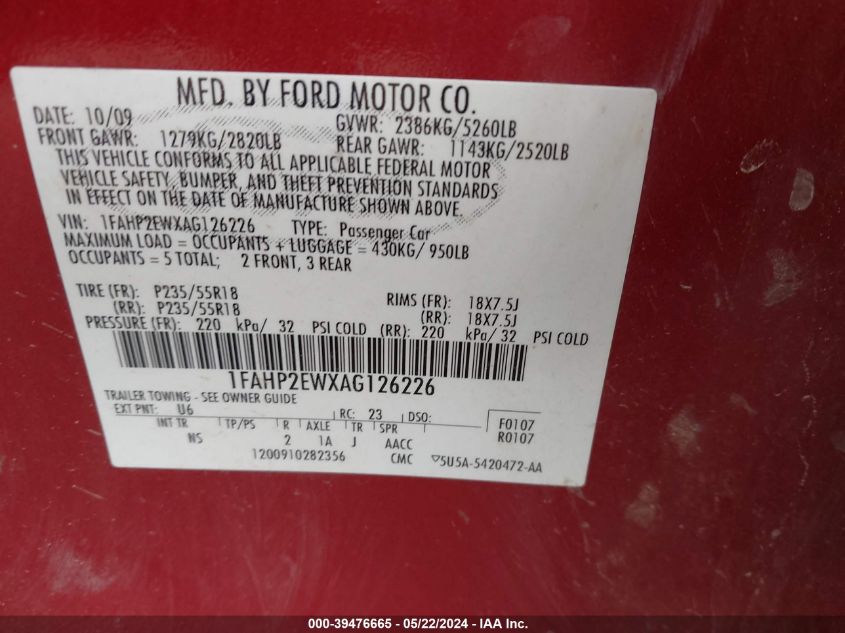 MFD. BY FORD MOTOR CO.
DATE: 10/09 GVWR: 2386KG/5260LB
FRONT GAWR: 1279KG/2820LB REAR GAWR: 1143KG/2520LB
THIS VEHICLE CONFORMS TO ALL APPLICABLE FEDERAL MOTOR
VEHICLE SAFETY, BUMPER, AND THEFT PREVENTION STANDARDS
IN EFFECT ON THE DATE OF MANUFACTURE SHOWN ABOVE.
VIN: 1FAHP2EWXAG126226 TYPE: Passenger Car
MAXIMUM LOAD = OCCUPANTS + LUGGAGE = 430KG/ 950LB
OCCUPANTS = 5 TOTAL; 2 FRONT, 3 REAR
TIRE (FR): P235/55R18 RIMS (FR): 18X7.5J
(RR): P235/55R18 (RR): 18X7.5J
PRESSURE (FR): 220 kPa/ 32 PSI COLD (RR): 220 kPa/ 32 PSI COLD
1FAHP2EWXAG126226
TRAILER TOWING - SEE OWNER GUIDE
EXT PNT: U6 RC: 23 DSO: F0107
INT TR TP/PS R AXLE TR SPR R0107
NS 2 1A J AACC
1200910282356 CMC ▽5U5A-5420472-AA
000-39476665 - 05/22/2024 - IAA Inc.